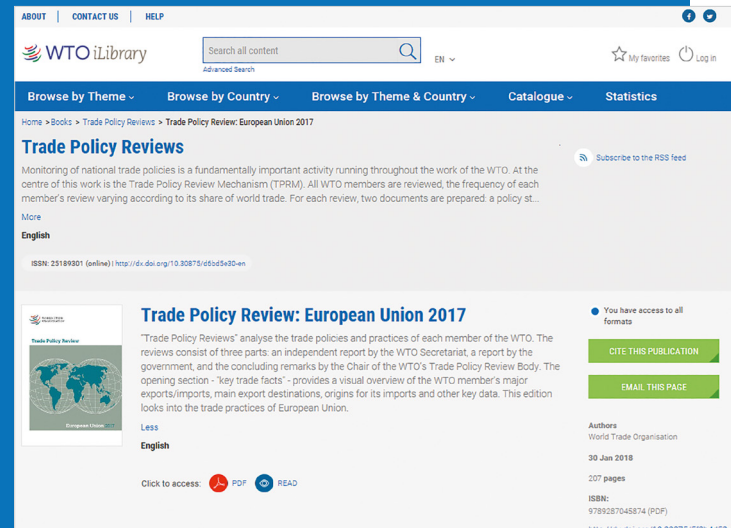 ABOUT
CONTACT US
HELP
WTO iLibrary
Search all content
Advanced Search
EN
My favorites
Log in
Browse by Theme
Browse by Country
Browse by Theme & Country
Catalogue
Statistics
Home > Books > Trade Policy Reviews > Trade Policy Review: European Union 2017
Trade Policy Reviews
Monitoring of national trade policies is a fundamentally important activity running throughout the work of the WTO. At the
centre of this work is the Trade Policy Review Mechanism (TPRM). All WTO members are reviewed, the frequency of each
member's review varying according to its share of world trade. For each review, two documents are prepared: a policy st...
More
English
ISSN: 25189301 (online) | http://dx.doi.org/10.30875/d6bd5e30-en
Subscribe to the RSS feed
Trade Policy Review
European Union 2017
Trade Policy Review: European Union 2017
"Trade Policy Reviews" analyse the trade policies and practices of each member of the WTO. The
reviews consist of three parts: an independent report by the WTO Secretariat, a report by the
government, and the concluding remarks by the Chair of the WTO's Trade Policy Review Body. The
opening section - "key trade facts" - provides a visual overview of the WTO member's major
exports/imports, main export destinations, origins for its imports and other key data. This edition
looks into the trade practices of European Union.
Less
English
Click to access:
PDF
READ
You have access to all
formats
CITE THIS PUBLICATION
EMAIL THIS PAGE
Authors
World Trade Organisation
30 Jan 2018
207 pages
ISBN:
9789287045874 (PDF)